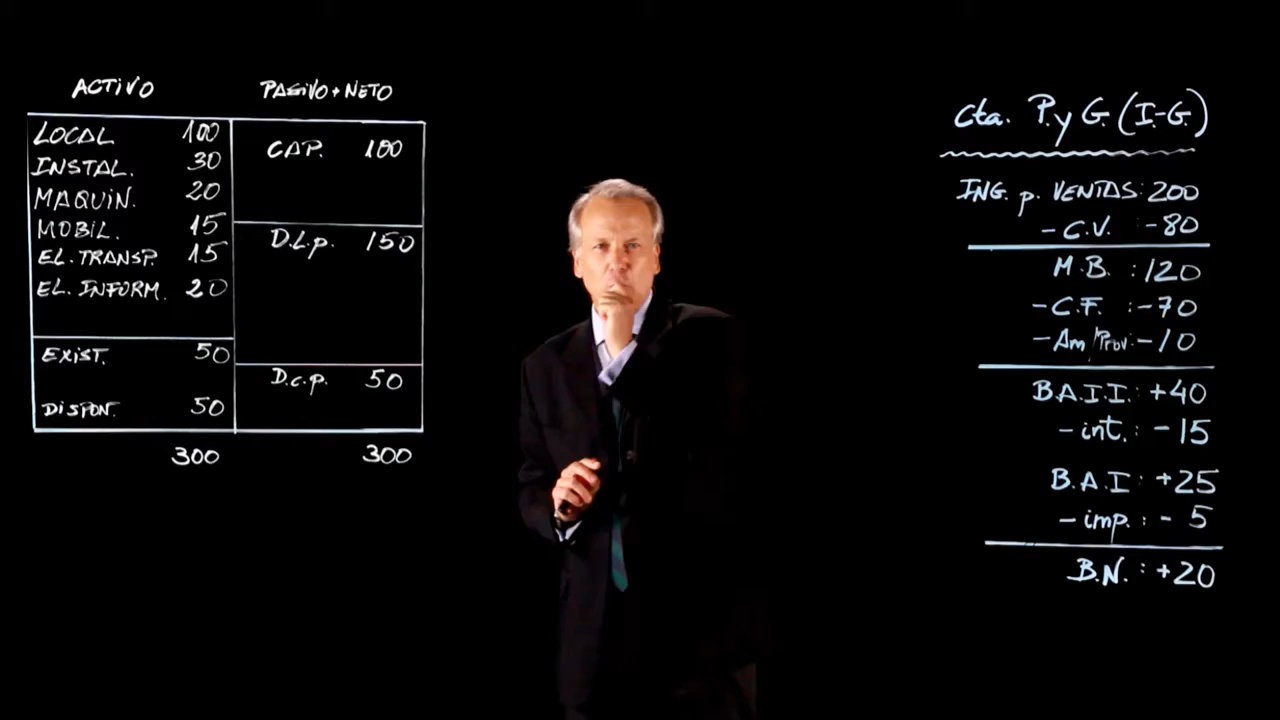 ACTIVO
PASIVO + NETO
LOCAL 100
INSTAL. 30
MAQUIN. 20
MOBIL. 15
EL. TRANSP. 15
EL. INFORM. 20
EXIST. 50
DISPON. 50
300
CAP. 100
D.L.p. 150
D.c.p. 50
300
Cta. P. y G. (I-G.)
ING. p. VENTAS: 200
- C.V. : -80
M.B. : 120
- C.F. : -70
- Am/Prov: -10
B.A.I.I.: +40
- int. : -15
B.A.I : +25
- imp. : - 5
B.N. : +20